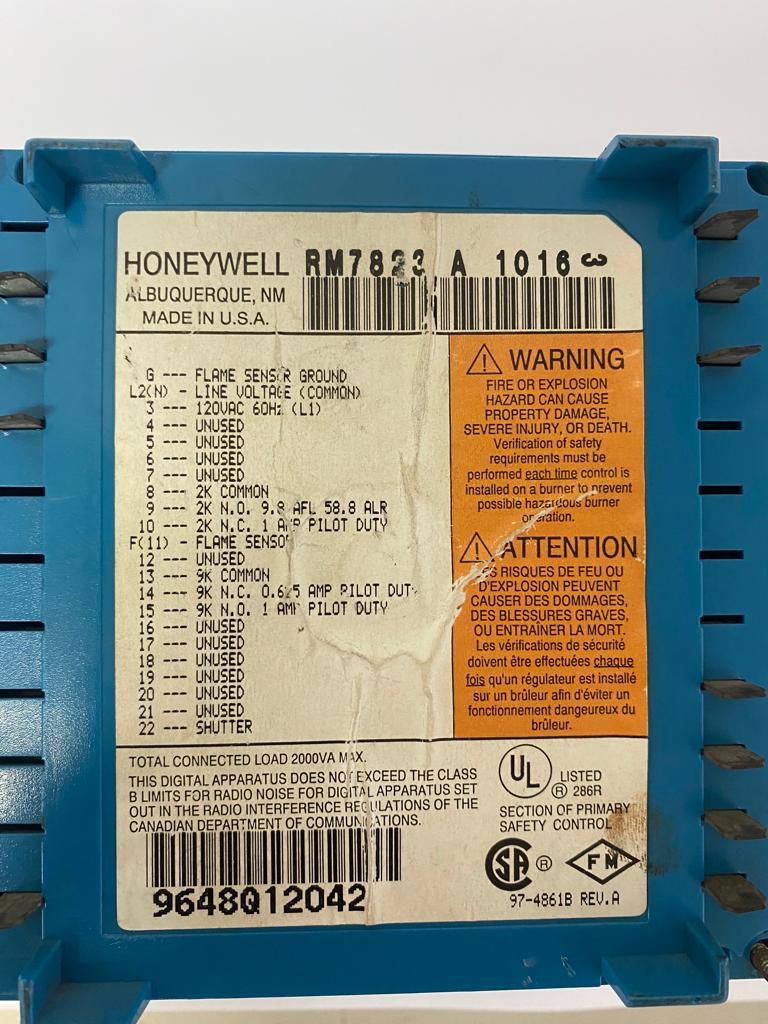 HONEYWELL RM7823 A 1016 3
ALBUQUERQUE, NM
MADE IN U.S.A.
G --- FLAME SENSOR GROUND
L2(N) - LINE VOLTAGE (COMMON)
3 --- 120VAC 60Hz (L1)
4 --- UNUSED
5 --- UNUSED
6 --- UNUSED
7 --- UNUSED
8 --- 2K COMMON
9 --- 2K N.O. 9.8 AFL 58.8 ALR
10 --- 2K N.C. 1 AMP PILOT DUTY
F(11) - FLAME SENSOR
12 --- UNUSED
13 --- 9K COMMON
14 --- 9K N.C. 0.625 AMP PILOT DUTY
15 --- 9K N.O. 1 AMP PILOT DUTY
16 --- UNUSED
17 --- UNUSED
18 --- UNUSED
19 --- UNUSED
20 --- UNUSED
21 --- UNUSED
22 --- SHUTTER
WARNING
FIRE OR EXPLOSION
HAZARD CAN CAUSE
PROPERTY DAMAGE,
SEVERE INJURY, OR DEATH.
Verification of safety
requirements must be
performed each time control is
installed on a burner to prevent
possible hazardous burner
operation.
ATTENTION
LES RISQUES DE FEU OU
D'EXPLOSION PEUVENT
CAUSER DES DOMMAGES,
DES BLESSURES GRAVES,
OU ENTRAÎNER LA MORT.
Les vérifications de sécurité
doivent être effectuées chaque
fois qu'un régulateur est installé
sur un brûleur afin d'éviter un
fonctionnement dangeureux du
brûleur.
TOTAL CONNECTED LOAD 2000VA MAX.
THIS DIGITAL APPARATUS DOES NOT EXCEED THE CLASS
B LIMITS FOR RADIO NOISE FOR DIGITAL APPARATUS SET
OUT IN THE RADIO INTERFERENCE REGULATIONS OF THE
CANADIAN DEPARTMENT OF COMMUNICATIONS.
9648Q12042
UL ® LISTED
286R
SECTION OF PRIMARY
SAFETY CONTROL
SA ® FM
97-4861B REV.A